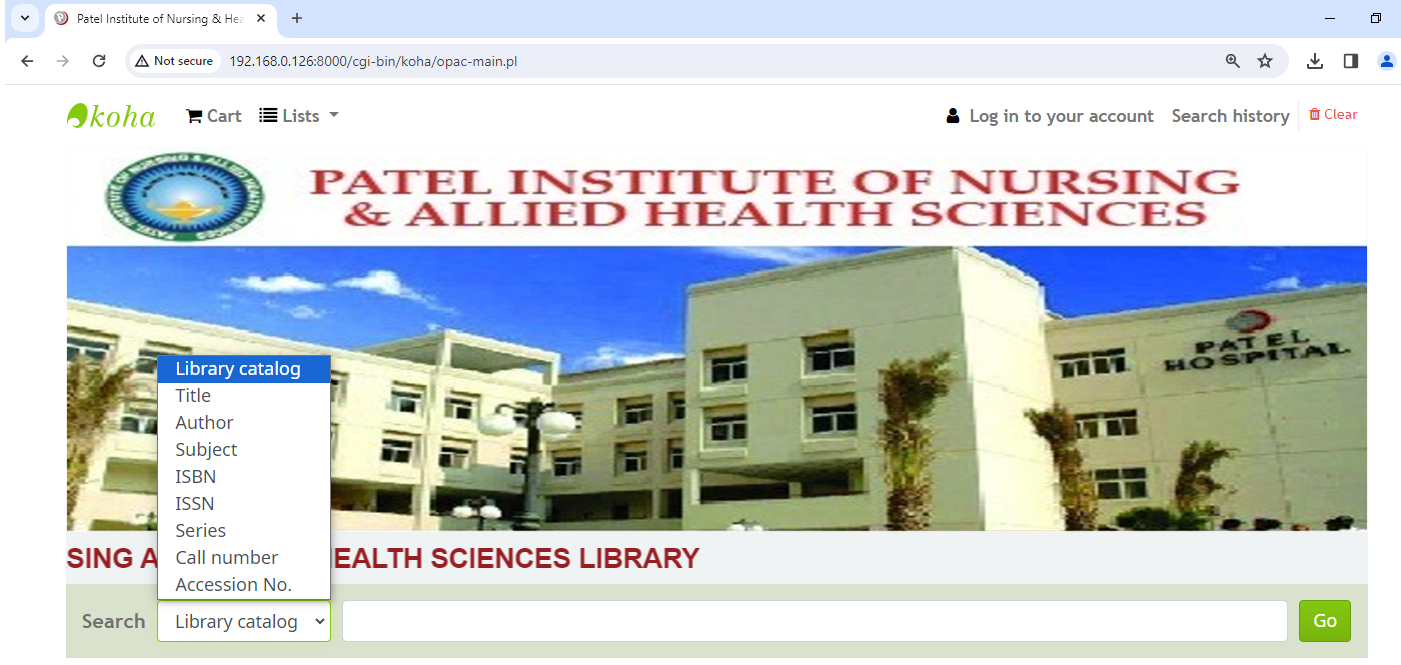 Patel Institute of Nursing & Hea
Not secure
192.168.0.126:8000/cgi-bin/koha/opac-main.pl
koha
Cart
Lists
Log in to your account
Search history
Clear
PATEL INSTITUTE OF NURSING
& ALLIED HEALTH SCIENCES
PATEL
HOSPITAL
Library catalog
Title
Author
Subject
ISBN
ISSN
Series
Call number
Accession No.
SING A
EALTH SCIENCES LIBRARY
Search
Library catalog
Go